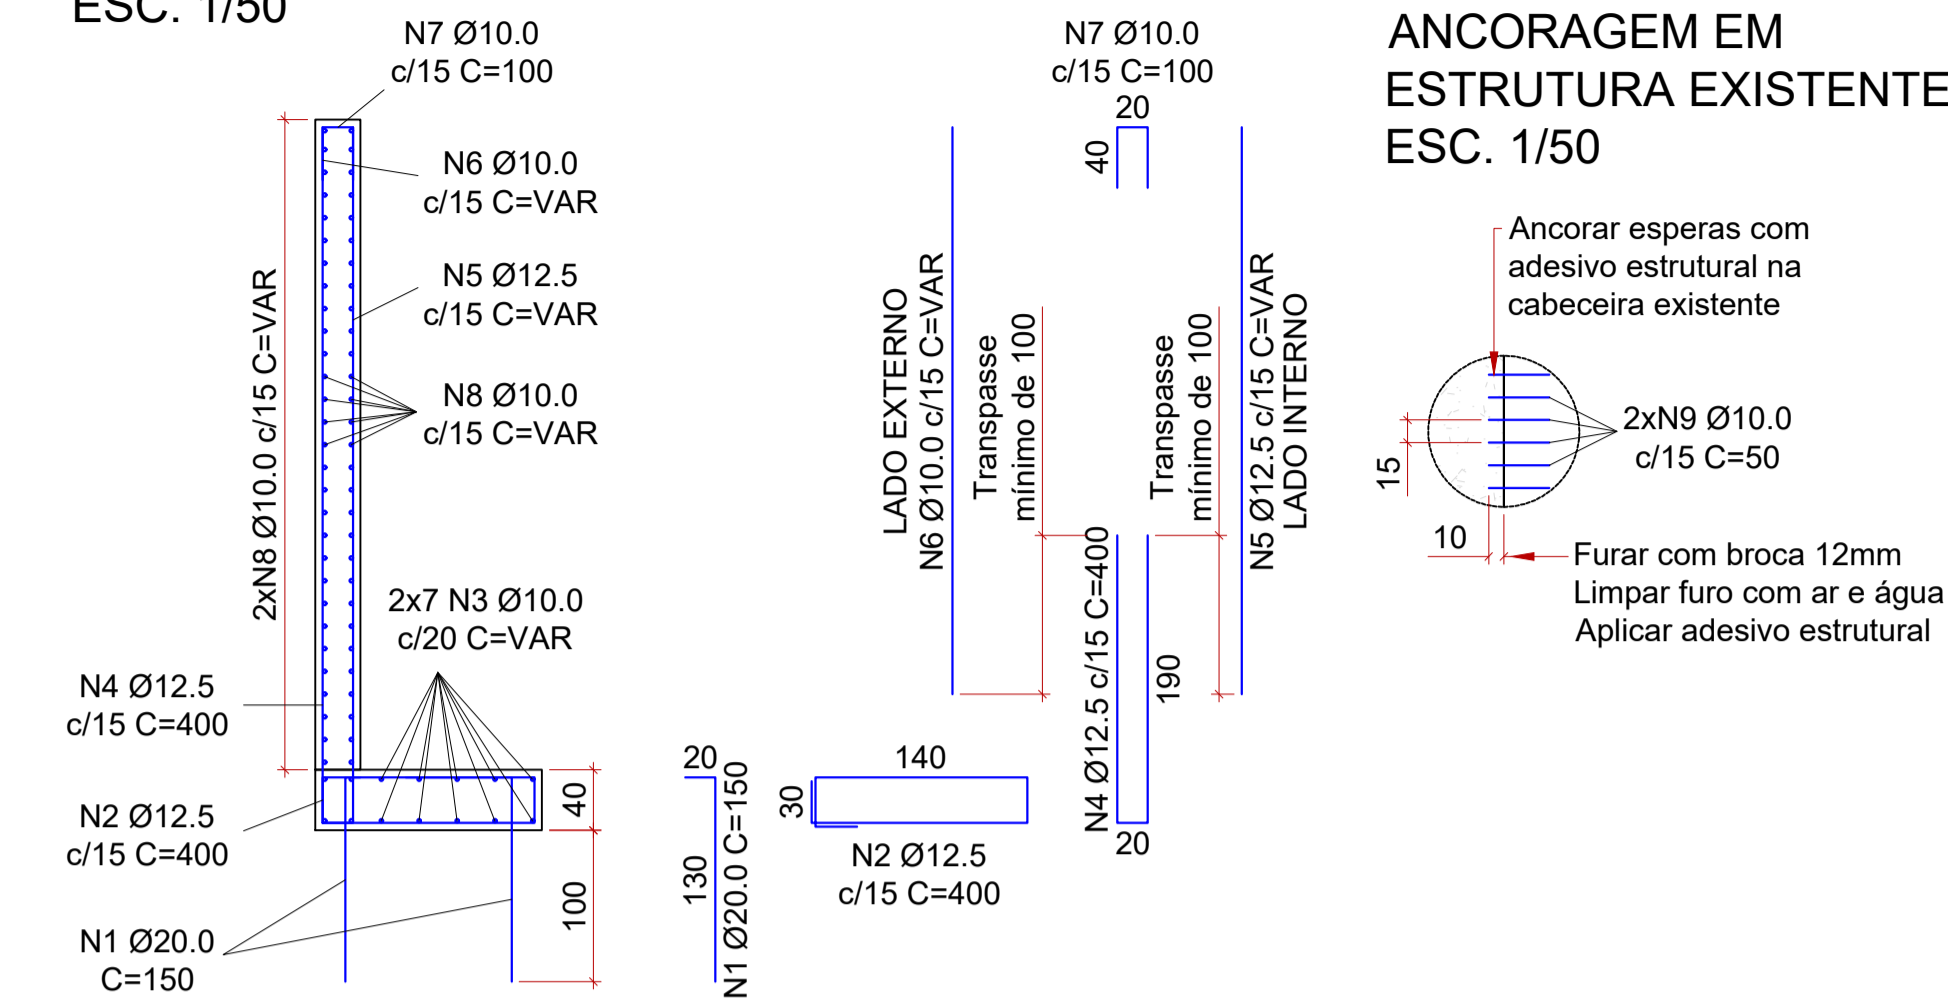 ESC. 1/50
N7 Ø10.0
c/15 C=100
N6 Ø10.0
c/15 C=VAR
N5 Ø12.5
c/15 C=VAR
N8 Ø10.0
c/15 C=VAR
2xN8 Ø10.0 c/15 C=VAR
2x7 N3 Ø10.0
c/20 C=VAR
N4 Ø12.5
c/15 C=400
N2 Ø12.5
c/15 C=400
N1 Ø20.0
C=150
40
100
20
130
N1 Ø20.0 C=150
140
30
N2 Ø12.5
c/15 C=400
N7 Ø10.0
c/15 C=100
20
40
LADO EXTERNO
N6 Ø10.0 c/15 C=VAR
Transpasse
mínimo de 100
Transpasse
mínimo de 100
N5 Ø12.5 c/15 C=VAR
LADO INTERNO
N4 Ø12.5 c/15 C=400
190
20
ANCORAGEM EM
ESTRUTURA EXISTENTE
ESC. 1/50
Ancorar esperas com
adesivo estrutural na
cabeceira existente
2xN9 Ø10.0
c/15 C=50
15
10
Furar com broca 12mm
Limpar furo com ar e água
Aplicar adesivo estrutural